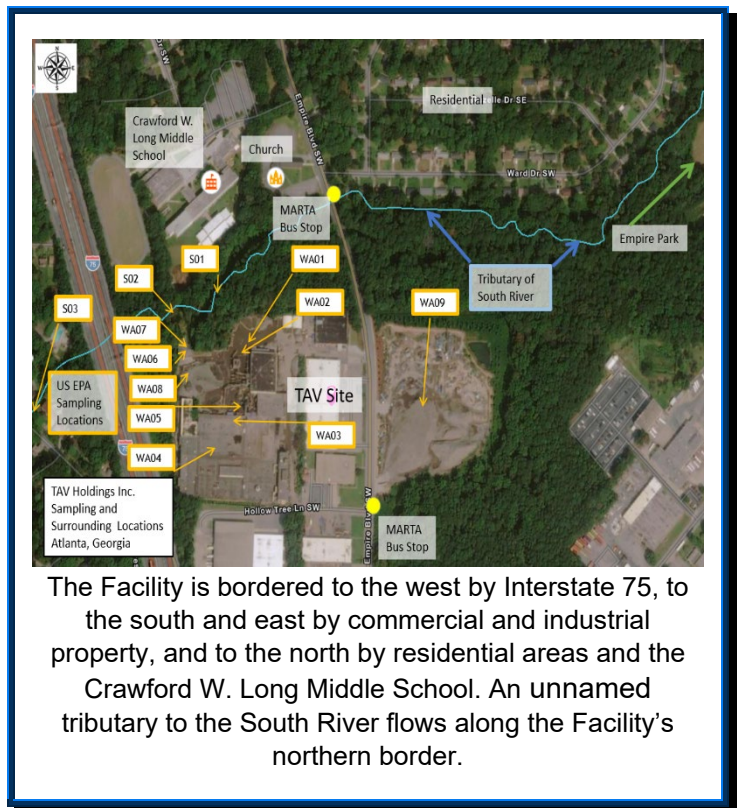 N
W E
S
Crawford W.
Long Middle
School
Church
Empire Blvd SW
Residential
elle Dr SE
Ward Dr SW
MARTA
Bus Stop
Empire Park
Tributary of
South River
75
S01
S02
S03
WA01
WA02
WA09
WA07
WA06
WA08
WA05
WA04
WA03
US EPA
Sampling
Locations
TAV Site
TAV Holdings Inc.
Sampling and
Surrounding Locations
Atlanta, Georgia
Hollow Tree Ln SW
MARTA
Bus Stop
The Facility is bordered to the west by Interstate 75, to
the south and east by commercial and industrial
property, and to the north by residential areas and the
Crawford W. Long Middle School. An unnamed
tributary to the South River flows along the Facility’s
northern border.